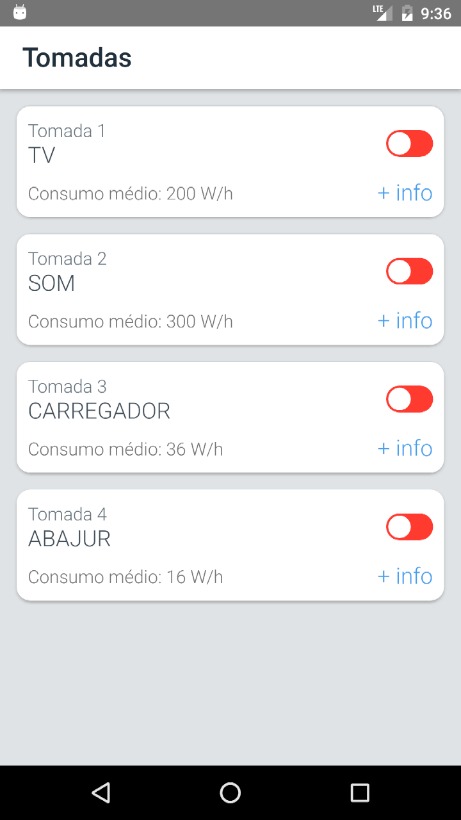 LTE 9:36
Tomadas
Tomada 1
TV
Consumo médio: 200 W/h + info
Tomada 2
SOM
Consumo médio: 300 W/h + info
Tomada 3
CARREGADOR
Consumo médio: 36 W/h + info
Tomada 4
ABAJUR
Consumo médio: 16 W/h + info